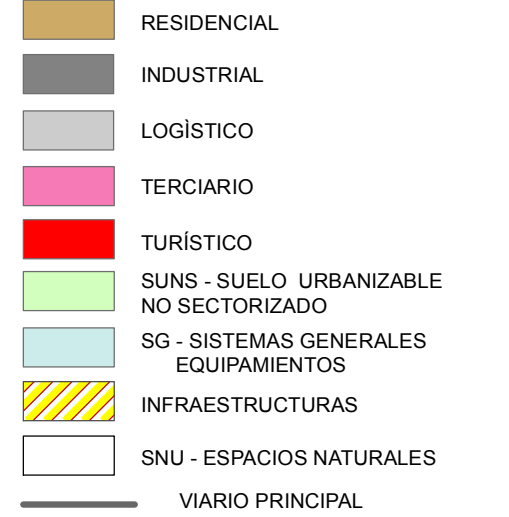 RESIDENCIAL
INDUSTRIAL
LOGÌSTICO
TERCIARIO
TURÍSTICO
SUNS - SUELO URBANIZABLE
NO SECTORIZADO
SG - SISTEMAS GENERALES
EQUIPAMIENTOS
INFRAESTRUCTURAS
SNU - ESPACIOS NATURALES
VIARIO PRINCIPAL